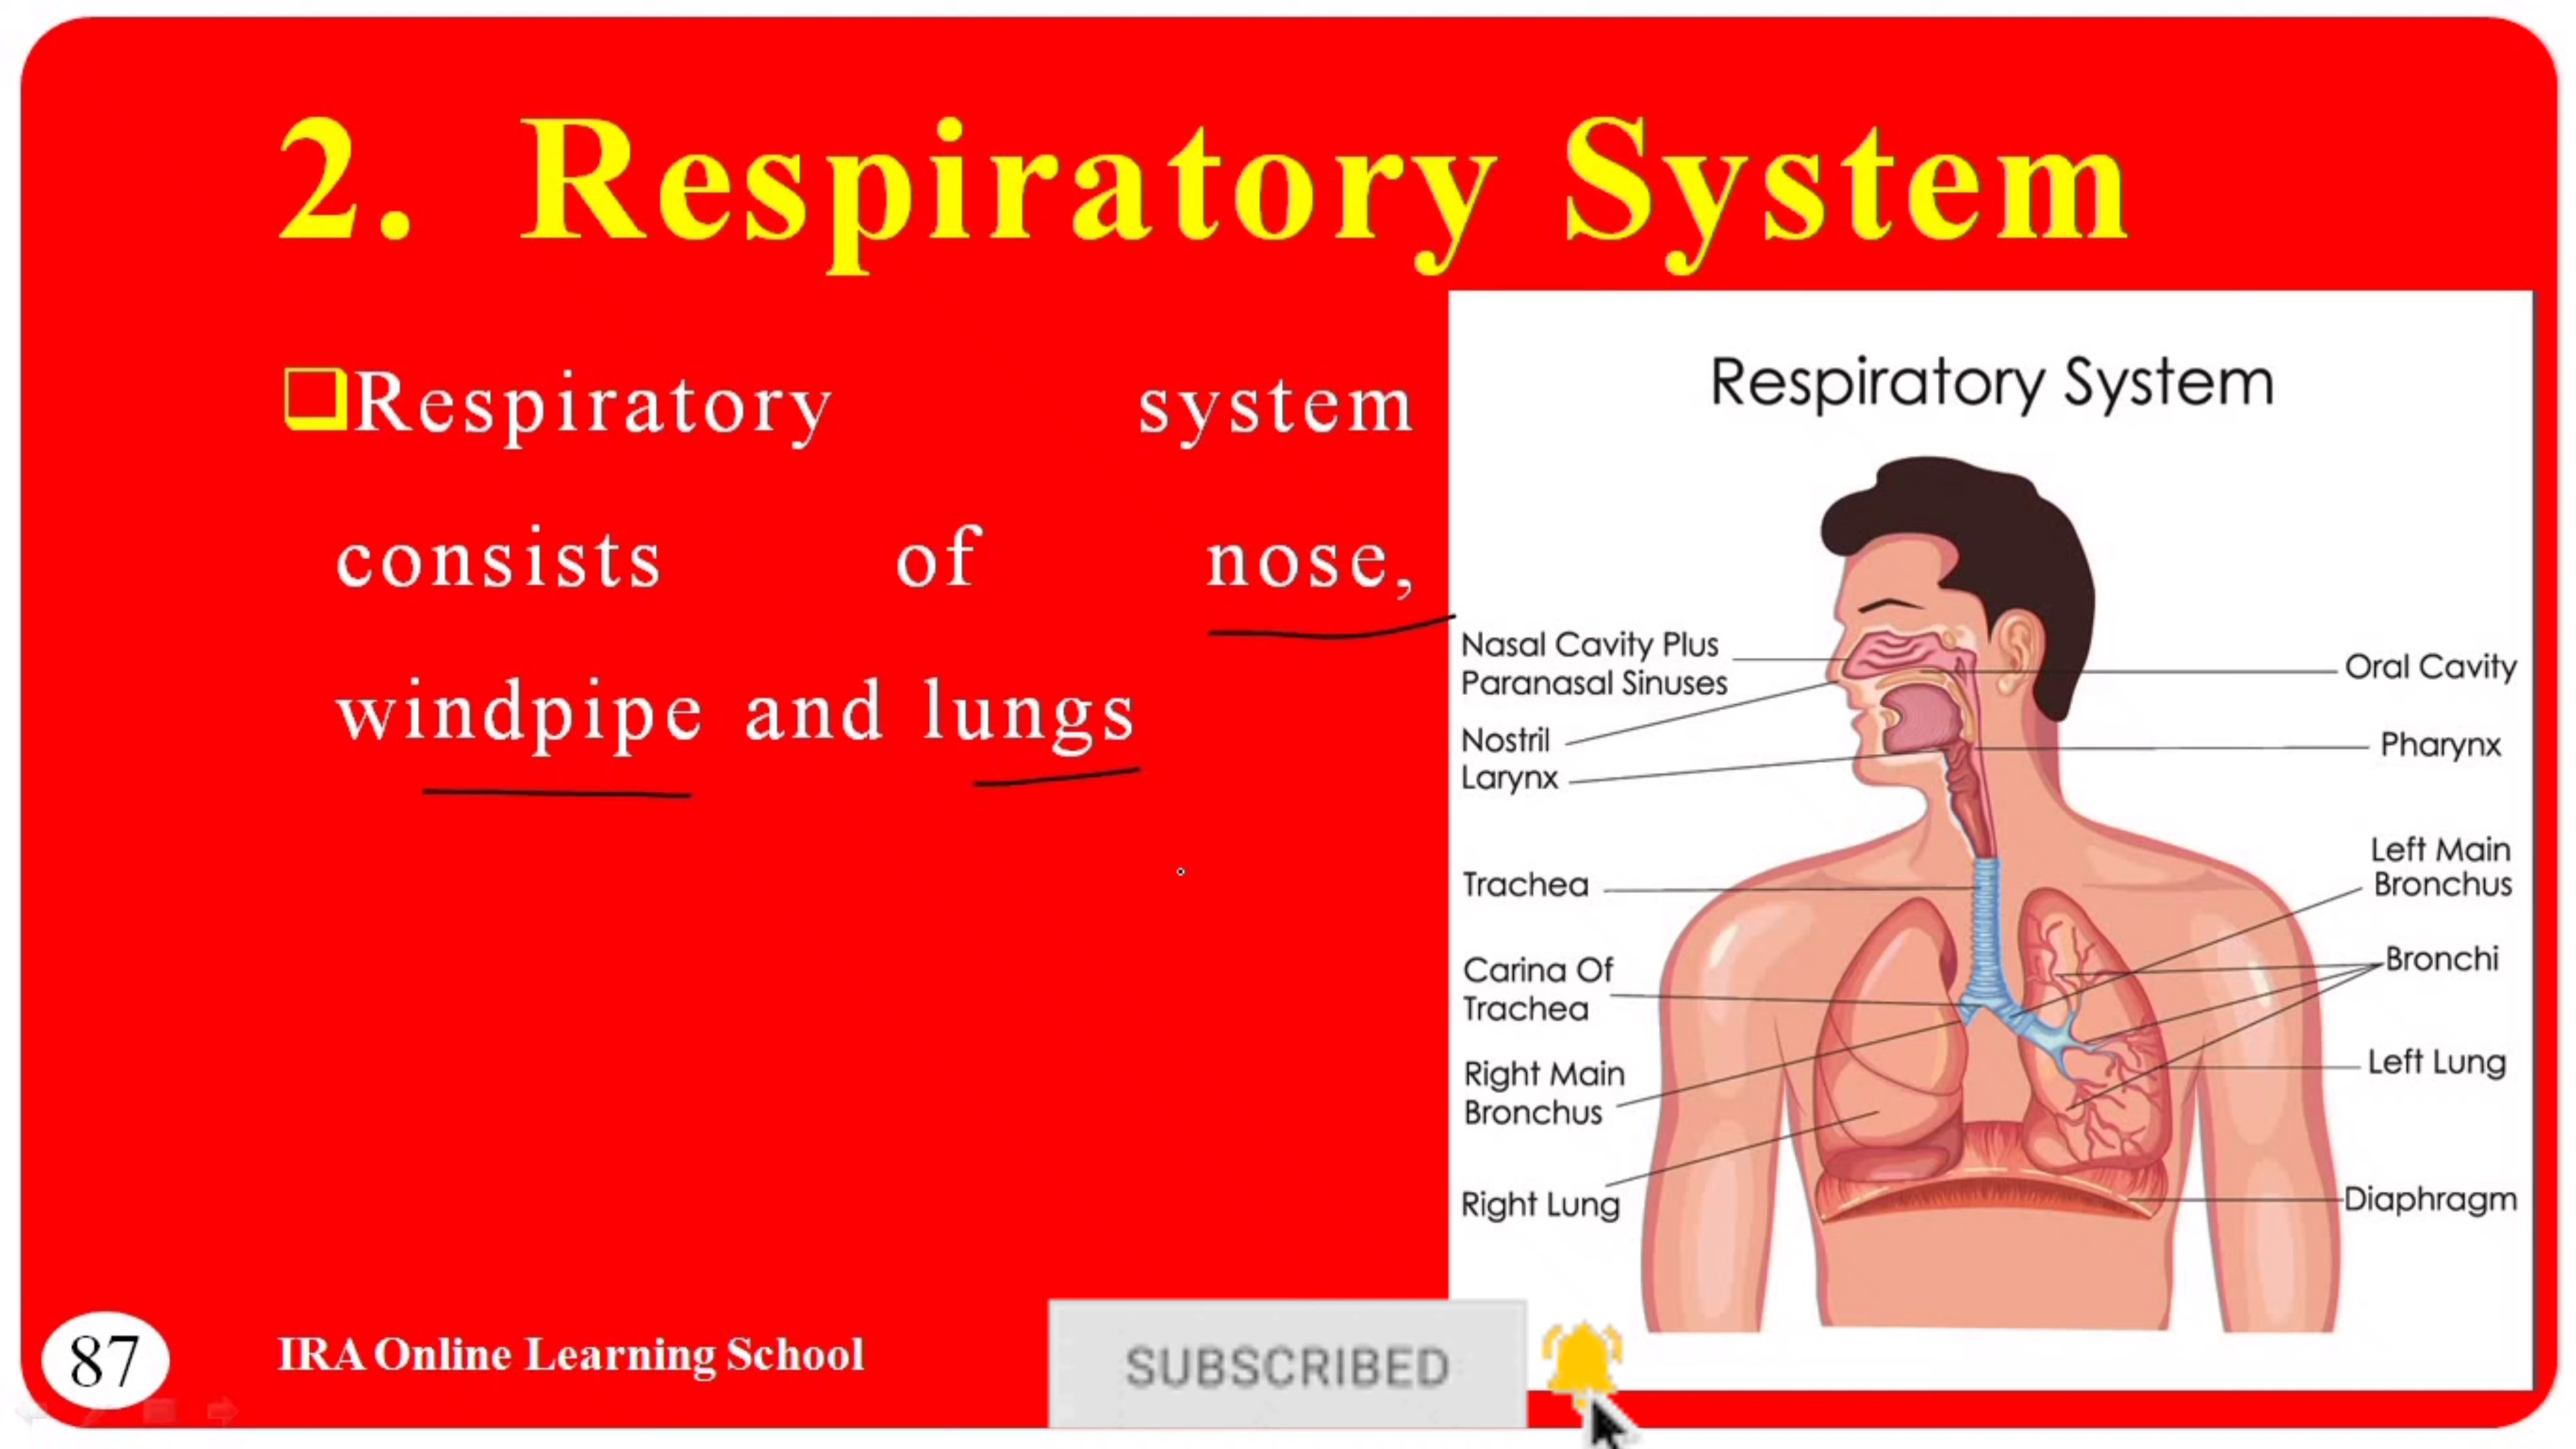 2. Respiratory System
Respiratory system
consists of nose,
windpipe and lungs
Respiratory System
Nasal Cavity Plus
Paranasal Sinuses
Nostril
Larynx
Trachea
Carina Of
Trachea
Right Main
Bronchus
Right Lung
Oral Cavity
Pharynx
Left Main
Bronchus
Bronchi
Left Lung
Diaphragm
87
IRA Online Learning School
SUBSCRIBED